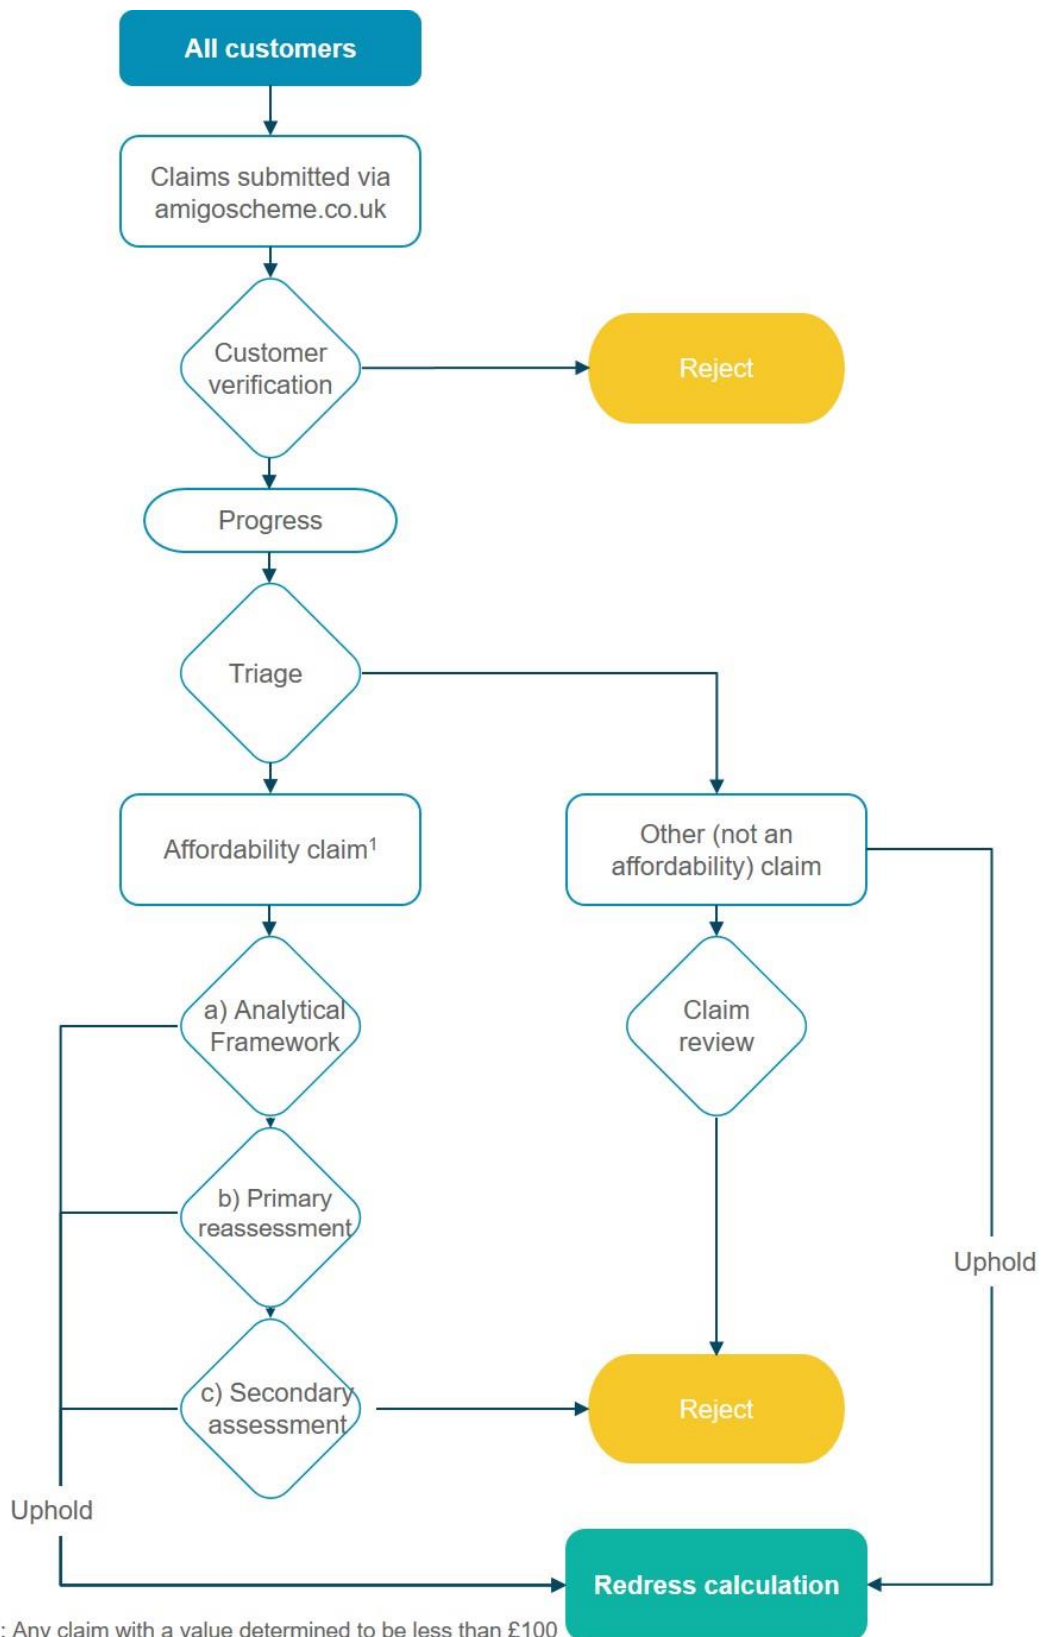 All customers
Claims submitted via
amigoscheme.co.uk
Customer
verification
Reject
Progress
Triage
Affordability claim¹
Other (not an
affordability) claim
a) Analytical
Framework
Claim
review
b) Primary
reassessment
Uphold
c) Secondary
assessment
Reject
Uphold
Redress calculation
: Any claim with a value determined to be less than £100